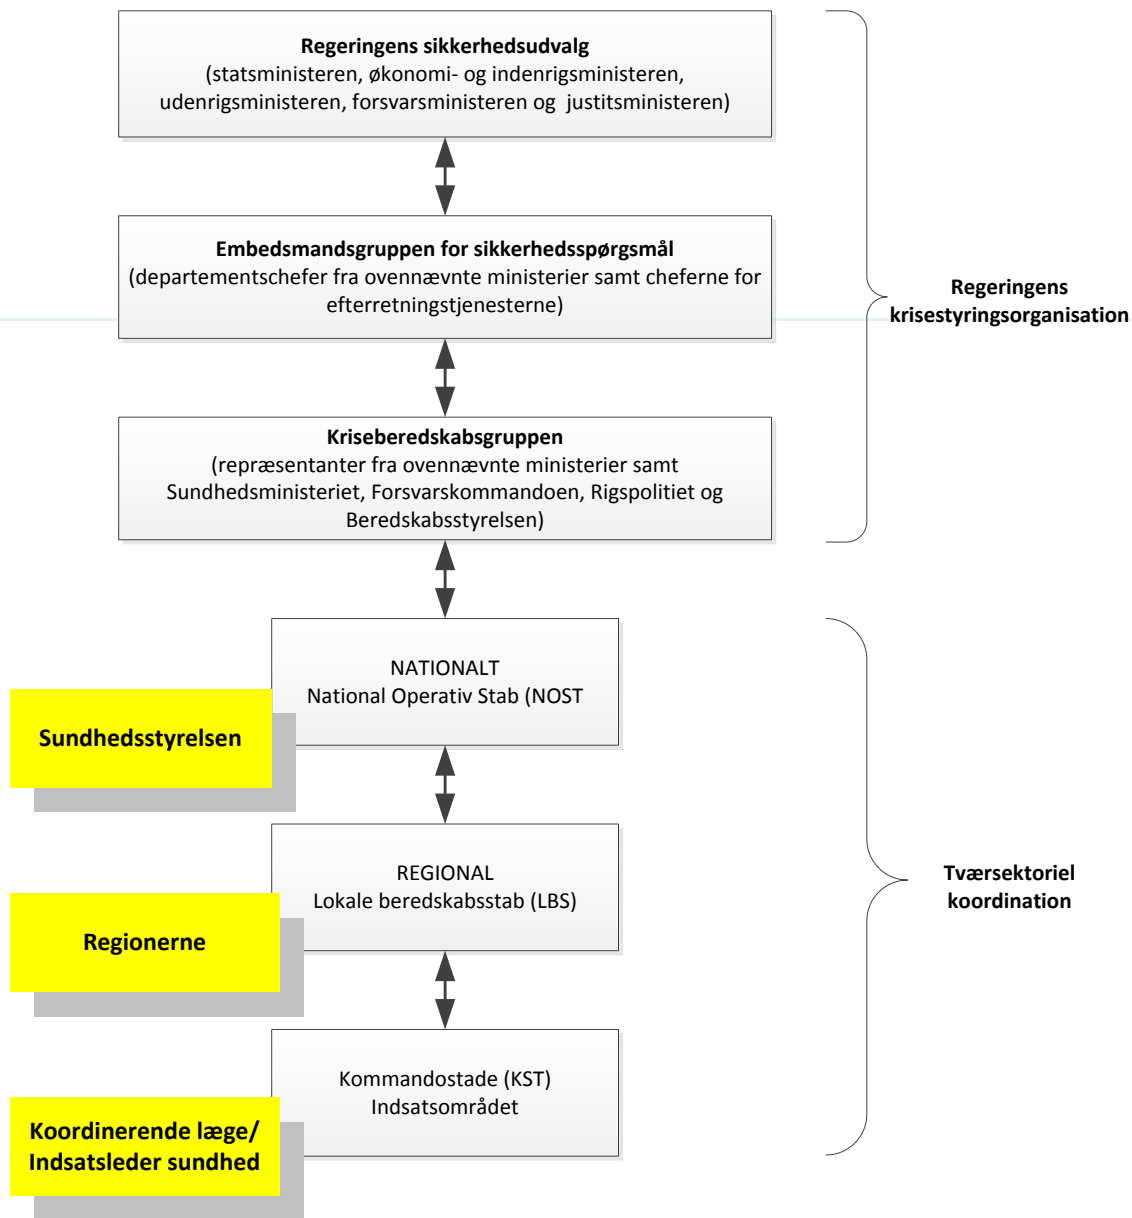 Regeringens sikkerhedsudvalg
(statsministeren, økonomi- og indenrigsministeren,
udenrigsministeren, forsvarsministeren og  justitsministeren)
Embedsmandsgruppen for sikkerhedsspørgsmål
(departementschefer fra ovennævnte ministerier samt cheferne for
efterretningstjenesterne)
Regeringens
krisestyringsorganisation
Kriseberedskabsgruppen
(repræsentanter fra ovennævnte ministerier samt
Sundhedsministeriet, Forsvarskommandoen, Rigspolitiet og
Beredskabsstyrelsen)
NATIONALT
National Operativ Stab (NOST
Sundhedsstyrelsen
REGIONAL
Lokale beredskabsstab (LBS)
Regionerne
Tværsektoriel
koordination
Kommandostade (KST)
Indsatsområdet
Koordinerende læge/
Indsatsleder sundhed